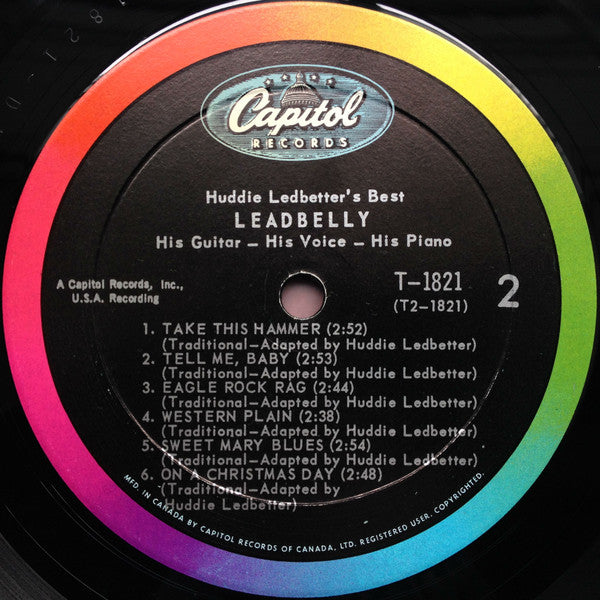 Capitol
RECORDS
Huddie Ledbetter's Best
LEADBELLY
His Guitar – His Voice – His Piano
A Capitol Records, Inc.,
U.S.A. Recording
T-1821
(T2-1821)
2
1. TAKE THIS HAMMER (2:52)
(Traditional–Adapted by Huddie Ledbetter)
2. TELL ME, BABY (2:53)
(Traditional–Adapted by Huddie Ledbetter)
3. EAGLE ROCK RAG (2:44)
(Traditional–Adapted by Huddie Ledbetter)
4. WESTERN PLAIN (2:38)
(Traditional–Adapted by Huddie Ledbetter)
5. SWEET MARY BLUES (2:54)
(Traditional–Adapted by Huddie Ledbetter)
6. ON A CHRISTMAS DAY (2:48)
(Traditional–Adapted by
Huddie Ledbetter)
MFD. IN CANADA BY CAPITOL RECORDS OF CANADA, LTD. REGISTERED USER. COPYRIGHTED.